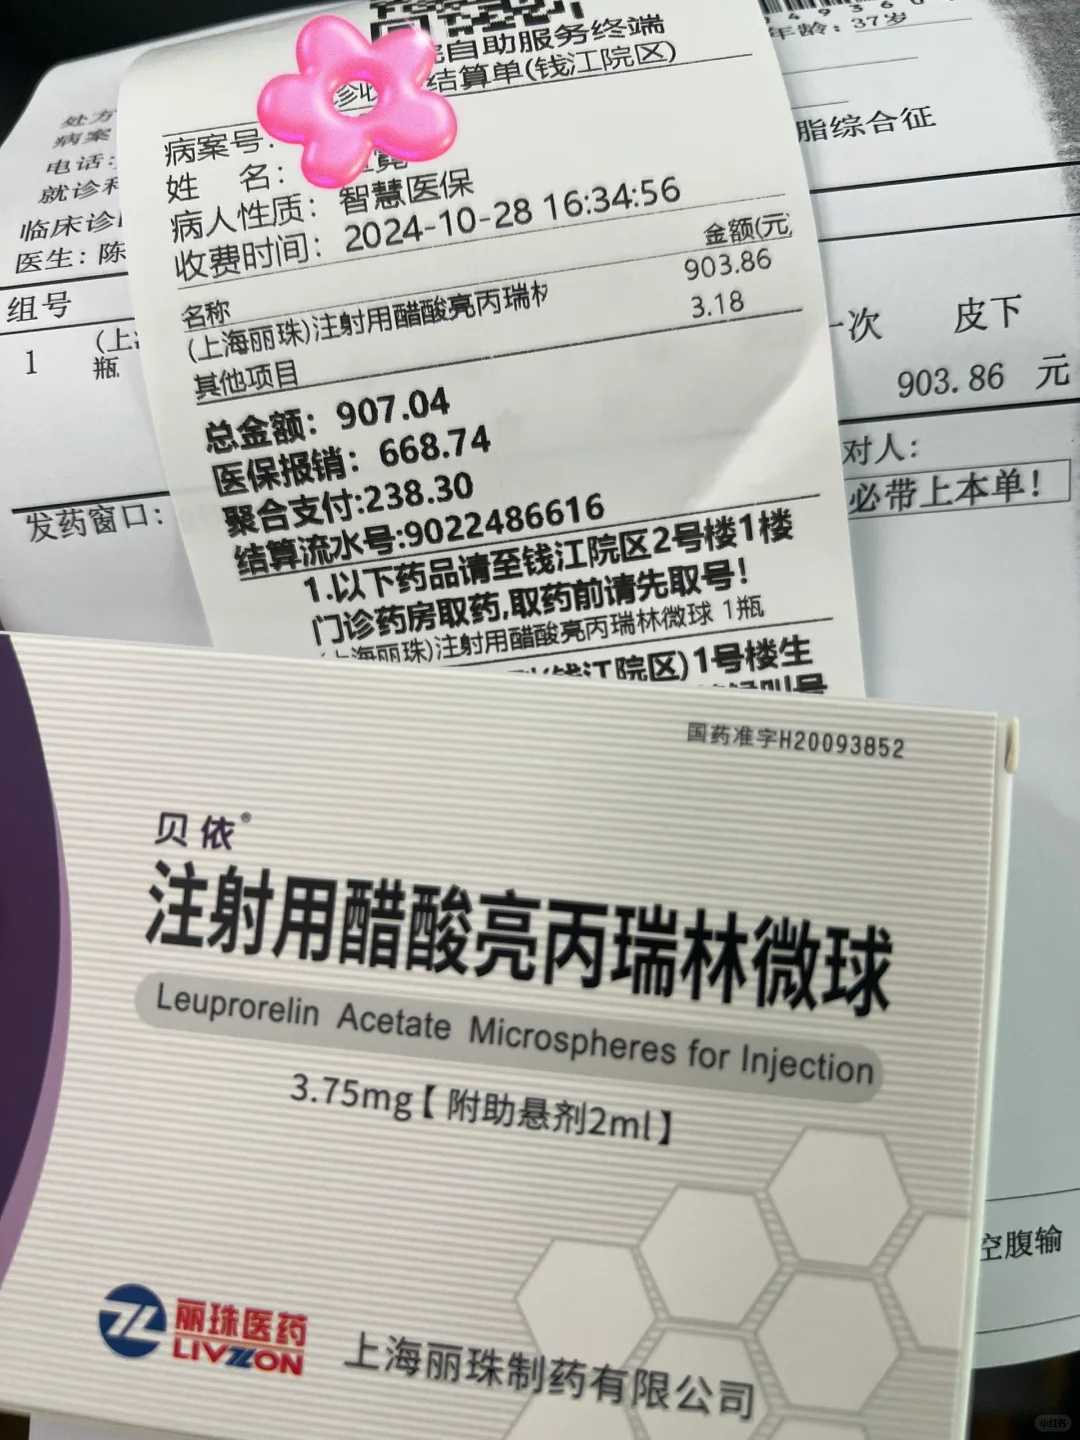 院自助服务终端
诊收
结算单(钱江院区)
病案号:
姓 名:
病人性质: 智慧医保
收费时间: 2024-10-28 16:34:56
名称
金额(元
(上海丽珠)注射用醋酸亮丙瑞
903.86
其他项目
3.18
总金额: 907.04
医保报销: 668.74
聚合支付:238.30
结算流水号:9022486616
1.以下药品请至钱江院区2号楼1楼
门诊药房取药,取药前请先取号!
(上海丽珠)注射用醋酸亮丙瑞林微球 1瓶
(钱江院区)1号楼生
处方
病案
电话:
就诊科
临床诊
医生: 陈
组号
1
(上
瓶
发药窗口:
年龄: 37岁
脂综合征
一次
皮下
903.86 元
对人:
必带上本单!
空腹输
国药准字H20093852
贝依®
注射用醋酸亮丙瑞林微球
Leuprorelin Acetate Microspheres for Injection
3.75mg【附助悬剂2ml】
丽珠医药
LIVZON
上海丽珠制药有限公司